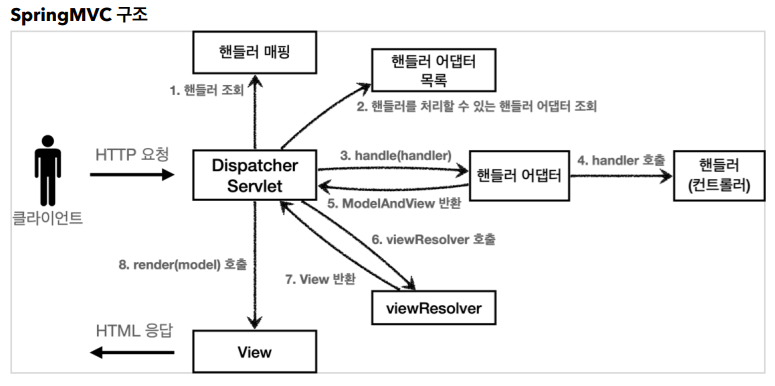 SpringMVC 구조
핸들러 매핑
핸들러 어댑터
목록
1. 핸들러 조회
2. 핸들러를 처리할 수 있는 핸들러 어댑터 조회
HTTP 요청
Dispatcher
Servlet
3. handle(handler)
핸들러 어댑터
4. handler 호출
핸들러
(컨트롤러)
클라이언트
5. ModelAndView 반환
6. viewResolver 호출
8. render(model) 호출
7. View 반환
viewResolver
HTML 응답
View